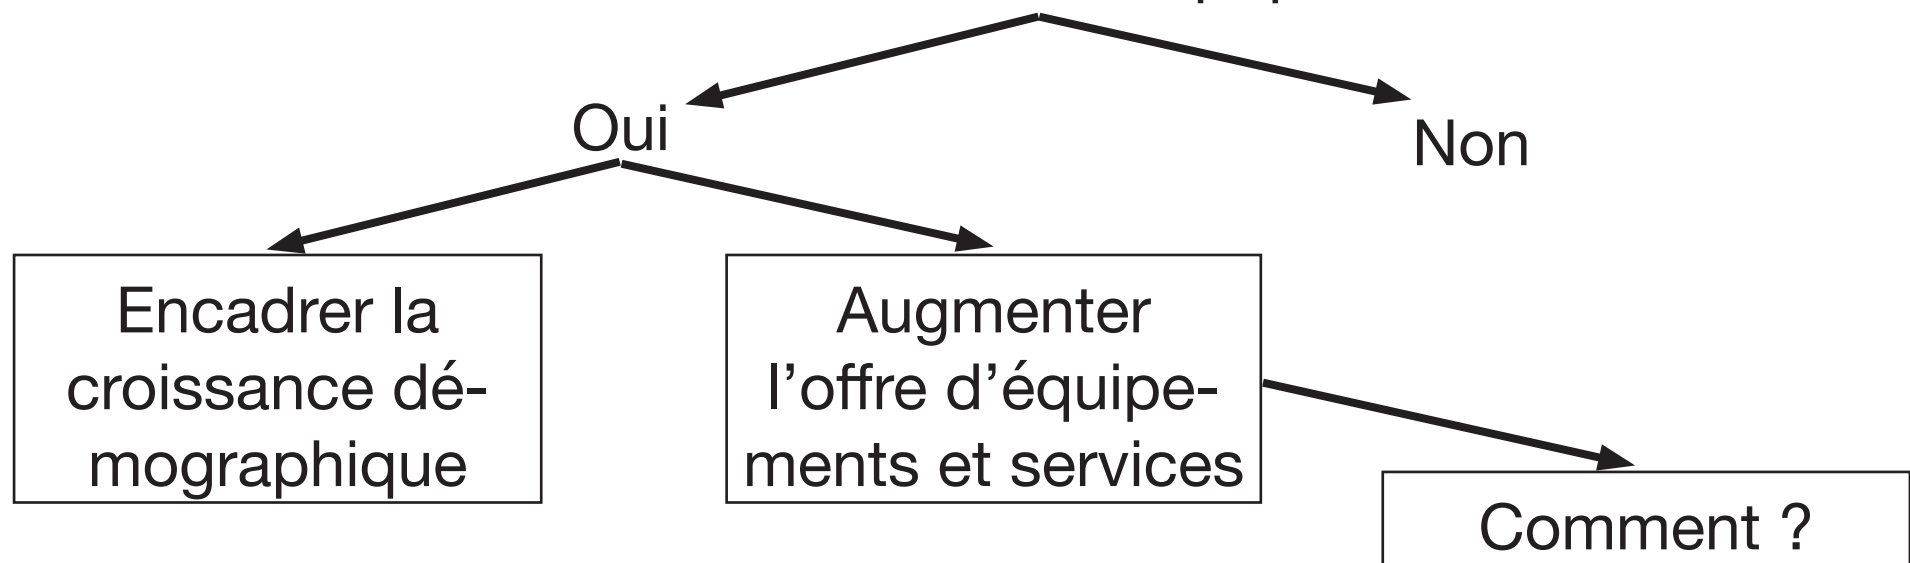 Oui
Non
Encadrer la
croissance dé-
mographique
Augmenter
l'offre d'équipe-
ments et services
Comment ?